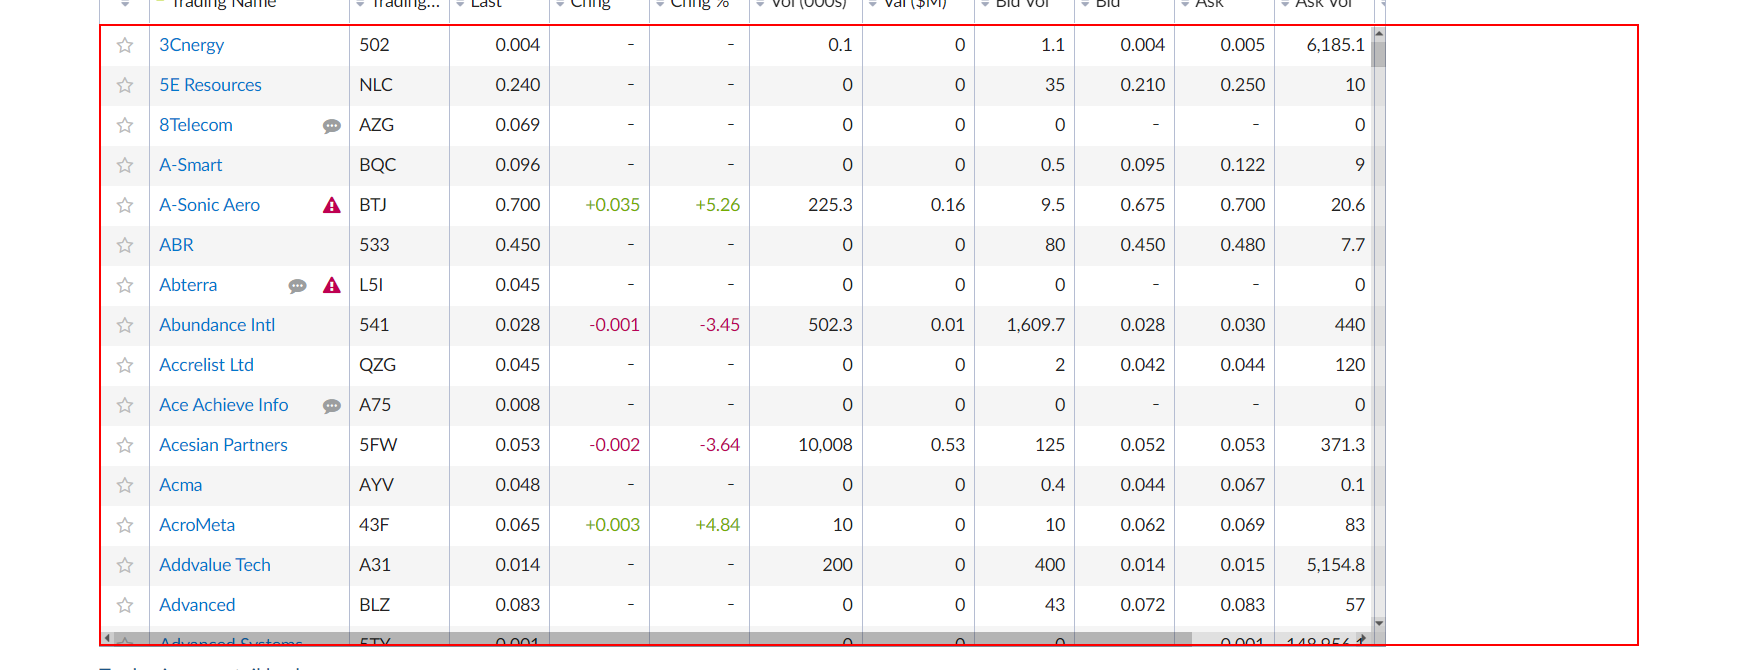 Trading Name Trading... Last Chng Chng % Vol (000s) Val ($M) Bid Vol Bid Ask Ask Vol
3Cnergy 502 0.004 - - 0.1 0 1.1 0.004 0.005 6,185.1
5E Resources NLC 0.240 - - 0 0 35 0.210 0.250 10
8Telecom AZG 0.069 - - 0 0 0 - - 0
A-Smart BQC 0.096 - - 0 0 0.5 0.095 0.122 9
A-Sonic Aero BTJ 0.700 +0.035 +5.26 225.3 0.16 9.5 0.675 0.700 20.6
ABR 533 0.450 - - 0 0 80 0.450 0.480 7.7
Abterra L5I 0.045 - - 0 0 0 - - 0
Abundance Intl 541 0.028 -0.001 -3.45 502.3 0.01 1,609.7 0.028 0.030 440
Accrelist Ltd QZG 0.045 - - 0 0 2 0.042 0.044 120
Ace Achieve Info A75 0.008 - - 0 0 0 - - 0
Acesian Partners 5FW 0.053 -0.002 -3.64 10,008 0.53 125 0.052 0.053 371.3
Acma AYV 0.048 - - 0 0 0.4 0.044 0.067 0.1
AcroMeta 43F 0.065 +0.003 +4.84 10 0 10 0.062 0.069 83
Addvalue Tech A31 0.014 - - 200 0 400 0.014 0.015 5,154.8
Advanced BLZ 0.083 - - 0 0 43 0.072 0.083 57
Advanced Systems 5TY 0.001 0 0 0 0.001 148,956.1